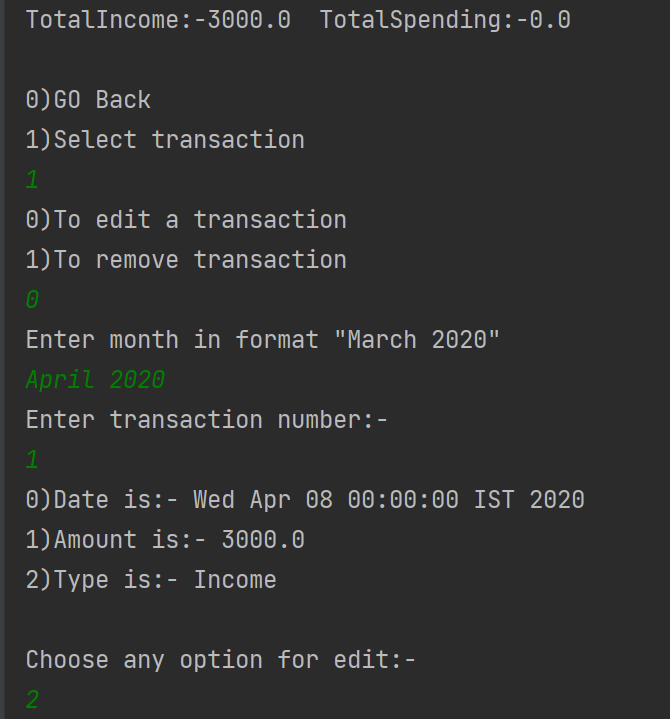 TotalIncome:-3000.0  TotalSpending:-0.0
0)GO Back
1)Select transaction
1
0)To edit a transaction
1)To remove transaction
0
Enter month in format "March 2020"
April 2020
Enter transaction number:-
1
0)Date is:- Wed Apr 08 00:00:00 IST 2020
1)Amount is:- 3000.0
2)Type is:- Income
Choose any option for edit:-
2